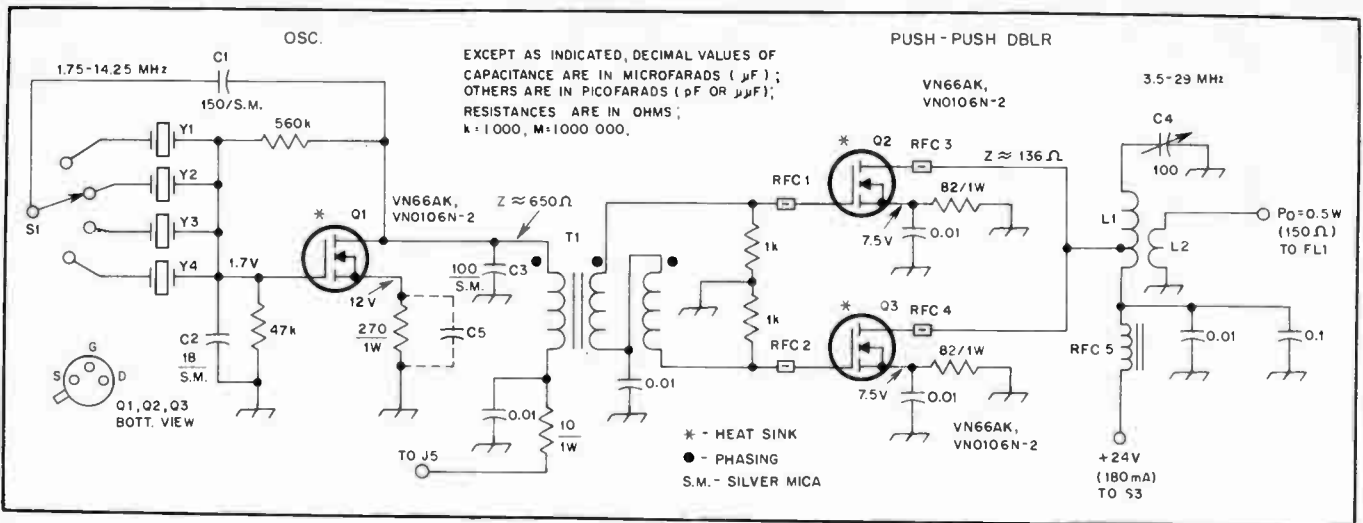 OSC.
PUSH-PUSH DBLR
1.75-14.25 MHz
C1
150/S.M.
EXCEPT AS INDICATED, DECIMAL VALUES OF
CAPACITANCE ARE IN MICROFARADS (µF);
OTHERS ARE IN PICOFARADS (pF OR µµF);
RESISTANCES ARE IN OHMS;
k=1000, M=1000 000.
VN66AK,
VN0106N-2
3.5-29 MHz
C4
100
Y1
560k
Y2
S1
Y3
Y4
1.7V
VN66AK,
VN0106N-2
*
Q1
Z ≈ 650Ω
T1
100
S.M.
C3
12V
270
1W
C5
47k
C2
18
S.M.
G
S
D
Q1,Q2,Q3
BOTT. VIEW
0.01
10
1W
TO J5
0.01
RFC 1
1k
1k
RFC 2
*
Q2
RFC 3
Z ≈ 136Ω
82/1W
7.5V
0.01
*
Q3
RFC 4
82/1W
7.5V
0.01
VN66AK,
VN0106N-2
L1
L2
Po=0.5W
(150Ω)
TO FL1
RFC 5
0.01
0.1
+24V
(180mA)
TO S3
* - HEAT SINK
● - PHASING
S.M. - SILVER MICA